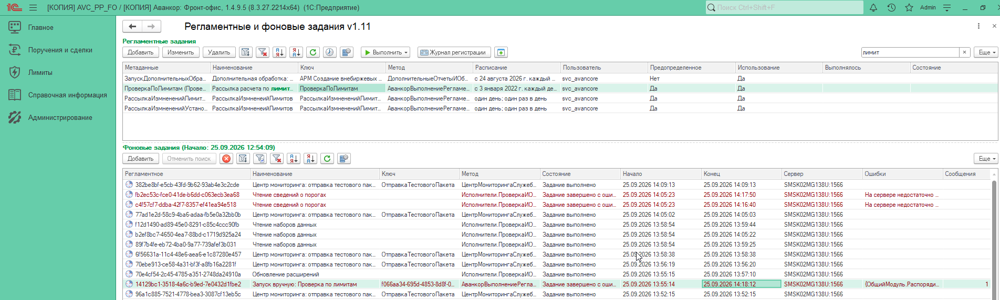 1С [КОПИЯ] AVC_PP_FO / [КОПИЯ] Аванкор: Фронт-офис, 1.4.9.5 (8.3.27.2214x64) (1С:Предприятие) Поиск Ctrl+Shift+F Admin
Главное
Поручения и сделки
Лимиты
Справочная информация
Администрирование
Регламентные и фоновые задания v1.11
Регламентные задания
Добавить Изменить Удалить Выполнить Журнал регистрации лимит × Еще
Метаданные Наименование Ключ Метод Расписание Пользователь Предопределенное Использование Выполнялось Состояние
ЗапускДополнительныхОбра... Дополнительная обработка: ... АРМ Создание внебиржевых ... ДополнительныеОтчетыИОб... с 24 августа 2026 г. каждый ... svc_avancore Нет Да
ПроверкаПоЛимитам (Прове... Рассылка расчета по лимит... ПроверкаПоЛимитам АванкорВыполнениеРегламе... с 3 января 2022 г. каждый де... svc_avancore Да Да
РассылкаИзмнененийЛимит... РассылкаИзмнененийЛимитов РассылкаИзмнененийЛимит... АванкорВыполнениеРегламе... один день; один раз в день svc_avancore Да Да
РассылкаИзмнененийУстано... РассылкаИзмнененийЛимитов РассылкаИзмнененийЛимит... АванкорВыполнениеРегламе... один день; один раз в день svc_avancore Да Да
Фоновые задания (Начало: 25.09.2026 12:54:09)
Добавить Отменить поиск Еще
Регламентное Наименование Ключ Метод Состояние Начало Конец Сервер Ошибки Сообщения
382be8bf-e5cb-43fd-9b62-93ab4e3c2cde Центр мониторинга: отправка тестового пак... ОтправкаТестовогоПакета ЦентрМониторингаСлужеб... Задание выполнено 25.09.2026 14:09:13 25.09.2026 14:09:13 SMSK02MG138U:1566
fb2ec53c-fce0-41de-b6dd-c063ecb3ea68 Чтение сведений о порогах Исполнители.ПроверкаИО... Задание завершено с оши... 25.09.2026 14:05:23 25.09.2026 14:17:50 SMSK02MG138U:1566 На сервере недостаточно ...
c4f57cf7-ddba-42f7-8357-ef41ea94e518 Чтение сведений о порогах Исполнители.ПроверкаИО... Задание завершено с оши... 25.09.2026 14:05:23 25.09.2026 14:16:40 SMSK02MG138U:1566 На сервере недостаточно ...
77ad1e2d-58c9-4ba6-adaa-fb5e0a32bb0b Центр мониторинга: отправка тестового пак... ОтправкаТестовогоПакета ЦентрМониторингаСлужеб... Задание выполнено 25.09.2026 14:05:02 25.09.2026 14:05:03 SMSK02MG138U:1566
f12d1490-ad89-45e0-8291-c85c4ccc90fb Чтение наборов данных Исполнители.ПроверкаИО... Задание выполнено 25.09.2026 13:58:54 25.09.2026 13:59:44 SMSK02MG138U:1566
b2ef8bc7-4650-4ea7-88bd-c1719d925a24 Чтение наборов данных Исполнители.ПроверкаИО... Задание выполнено 25.09.2026 13:58:54 25.09.2026 14:05:22 SMSK02MG138U:1566
89f7b4fe-eb72-4ba0-9a77-739afef3b031 Чтение наборов данных Исполнители.ПроверкаИО... Задание выполнено 25.09.2026 13:58:54 25.09.2026 13:59:25 SMSK02MG138U:1566
6f56631a-11c4-48e6-aea6-e1c87280e457 Центр мониторинга: отправка тестового пак... ОтправкаТестовогоПакета ЦентрМониторингаСлужеб... Задание выполнено 25.09.2026 13:58:38 25.09.2026 13:58:38 SMSK02MG138U:1566
70ebe913-ce58-4a31-bf3f-a8fb16a2281f Центр мониторинга: отправка тестового пак... ОтправкаТестовогоПакета ЦентрМониторингаСлужеб... Задание выполнено 25.09.2026 13:56:19 25.09.2026 13:56:20 SMSK02MG138U:1566
70e4cf54-2c45-4785-a351-2748da24910a Обновление расширений Исполнители.ПроверкаИО... Задание выполнено 25.09.2026 13:55:15 25.09.2026 13:57:10 SMSK02MG138U:1566
14129bc1-3518-4a6c-b9ed-7e0432d1fbe2 Запуск вручную: Проверка по лимитам f066aa34-695d-4853-8d8f-0... АванкорВыполнениеРегла... Задание завершено с оши... 25.09.2026 13:55:14 25.09.2026 14:18:12 SMSK02MG138U:1566 {ОбщийМодуль.Распоряди... 1
96a1c885-7521-4778-bea3-3087cf13eb5c Центр мониторинга: отправка тестового пак... ОтправкаТестовогоПакета ЦентрМониторингаСлужеб... Задание выполнено 25.09.2026 13:52:15 25.09.2026 13:52:15 SMSK02MG138U:1566